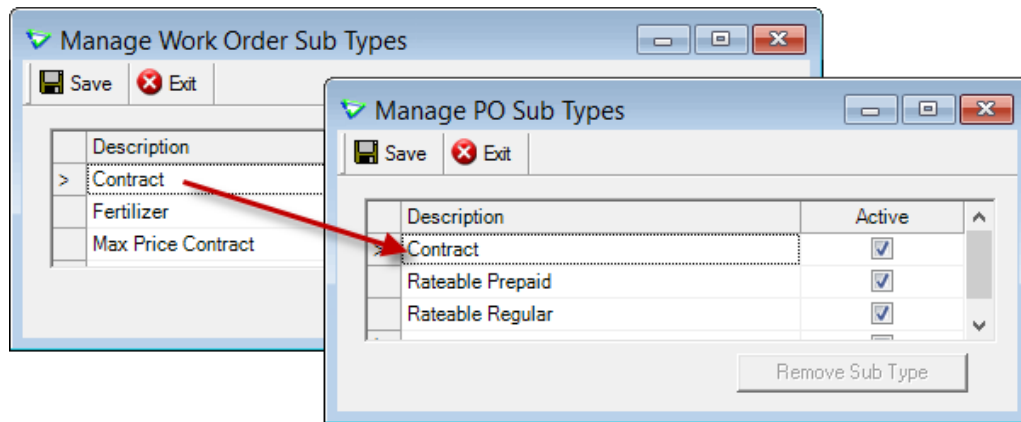 Manage Work Order Sub Types
Save Exit
Description
> Contract
Fertilizer
Max Price Contract
Manage PO Sub Types
Save Exit
Description Active
> Contract
Rateable Prepaid
Rateable Regular
Remove Sub Type